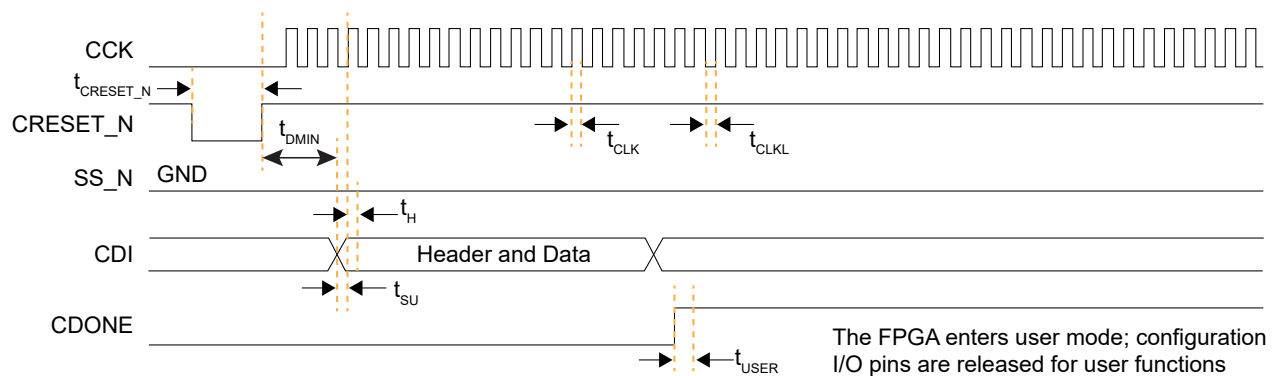 CCK
tCRESET_N
CRESET_N
tDMIN
tCLK
tCLKL
SS_N
GND
tH
CDI
Header and Data
tSU
CDONE
tUSER
The FPGA enters user mode; configuration
I/O pins are released for user functions